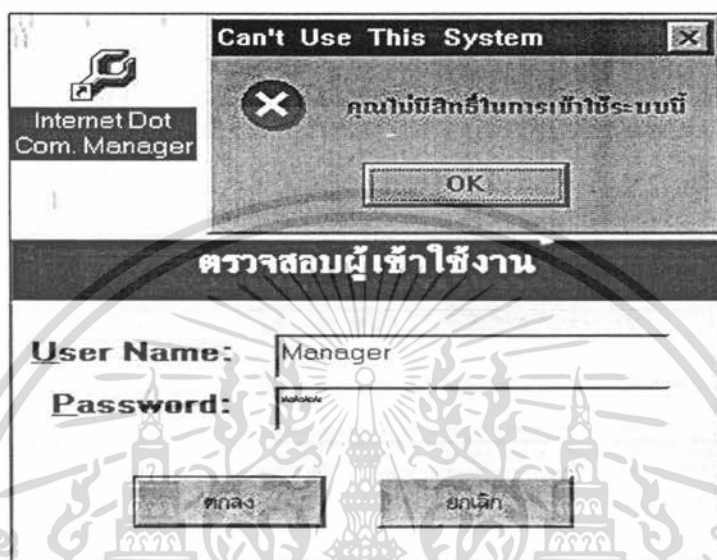 Can't Use This System
Internet Dot
Com. Manager
คุณไม่มีสิทธิ์ในการเข้าใช้ระบบนี้
OK
ตรวจสอบผู้เข้าใช้งาน
User Name: Manager
Password: *****
ตกลง ยกเลิก